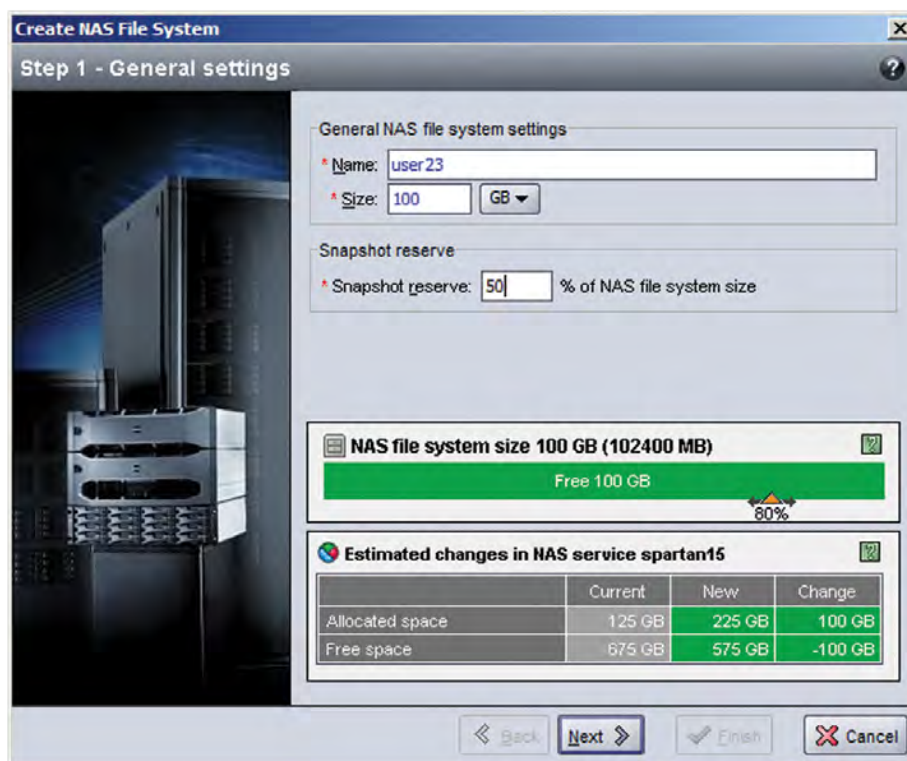 Create NAS File System
Step 1 - General settings
General NAS file system settings
* Name: user23
* Size: 100 GB
Snapshot reserve
* Snapshot reserve: 50 % of NAS file system size
NAS file system size 100 GB (102400 MB)
Free 100 GB
80%
Estimated changes in NAS service spartan15
Current New Change
Allocated space 125 GB 225 GB 100 GB
Free space 675 GB 575 GB -100 GB
Back Next Finish Cancel